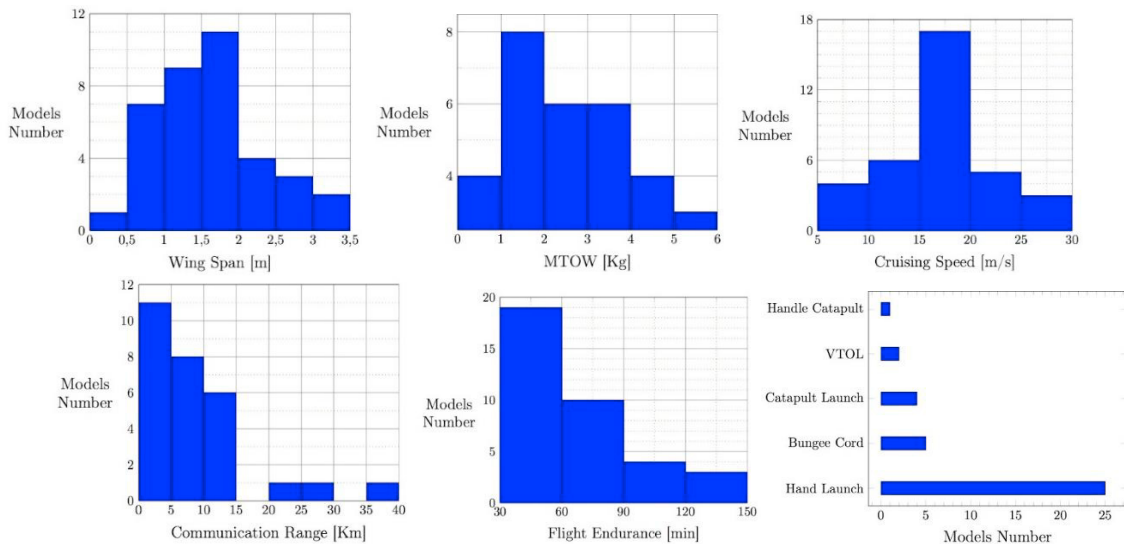 12
8
4
0
Models
Number
0 0,5 1 1,5 2 2,5 3 3,5
Wing Span [m]
8
6
4
Models
Number
0 1 2 3 4 5 6
MTOW [Kg]
18
12
6
0
Models
Number
5 10 15 20 25 30
Cruising Speed [m/s]
12
10
8
6
4
2
0
Models
Number
0 5 10 15 20 25 30 35 40
Communication Range [Km]
20
15
10
5
0
Models
Number
30 60 90 120 150
Flight Endurance [min]
Handle Catapult
VTOL
Catapult Launch
Bungee Cord
Hand Launch
0 5 10 15 20 25
Models Number